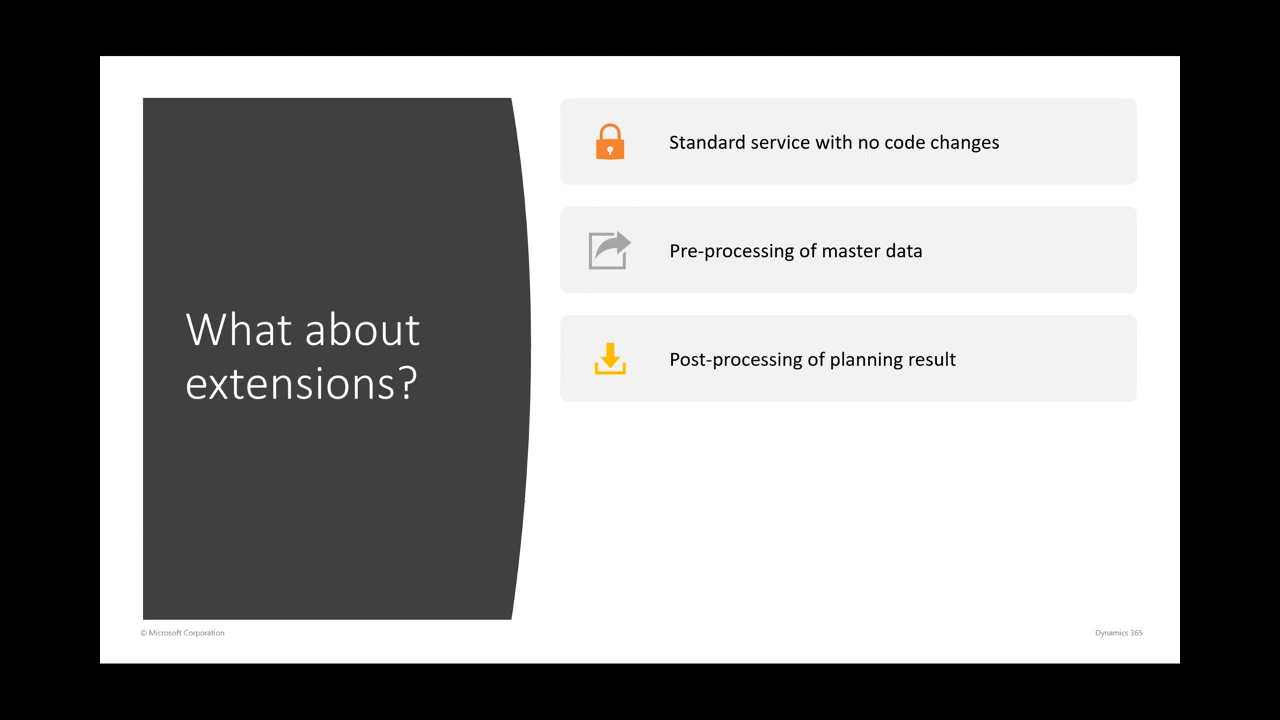 What about
extensions?
Standard service with no code changes
Pre-processing of master data
Post-processing of planning result
© Microsoft Corporation
Dynamics 365